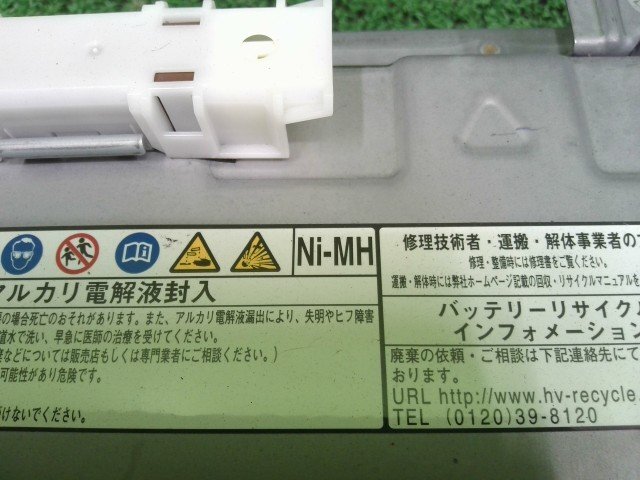 Ni-MH
アルカリ電解液封入
の場合死亡のおそれがあります。また、アルカリ電解液漏出により、失明やヒフ障害
道水で洗い、早急に医師の治療を受けてください。
などについては販売店もしくは専門業者にご相談ください。)
可能性があり危険です。
けないでください。
修理技術者・運搬・解体事業者の
修理・整備時には修理書をご覧ください。
運搬・解体時には弊社ホームページ記載の回収・リサイクルマニュアルを
バッテリーリサイクル
インフォメーション
廃棄の依頼・ご相談は下記連絡先にて
おります。
URL http://www.hv-recycle.
TEL (0120)39-8120